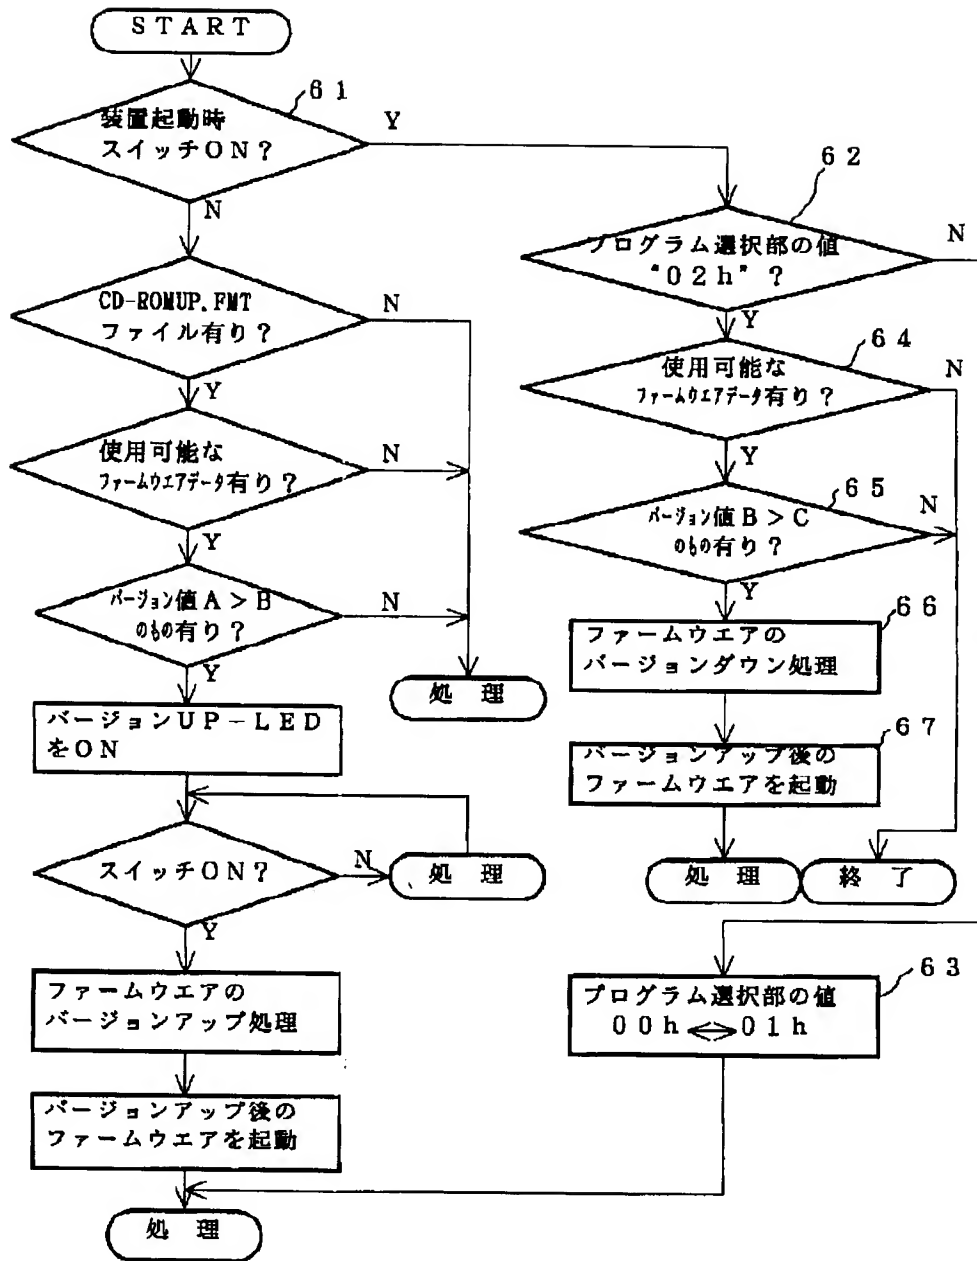 START
61
装置起動時
スイッチON?
Y
N
62
プログラム選択部の値
"02h"?
N
Y
CD-ROMUP.FMT
ファイル有り?
N
Y
64
使用可能な
ファームウエアデータ有り?
N
Y
使用可能な
ファームウエアデータ有り?
N
Y
65
バージョン値B>C
のもの有り?
N
Y
バージョン値A>B
のもの有り?
N
Y
66
ファームウエアの
バージョンダウン処理
処 理
バージョンUP-LED
をON
67
バージョンアップ後の
ファームウエアを起動
スイッチON?
N
処 理
Y
処 理
終 了
ファームウエアの
バージョンアップ処理
63
プログラム選択部の値
00h⇔01h
バージョンアップ後の
ファームウエアを起動
処 理